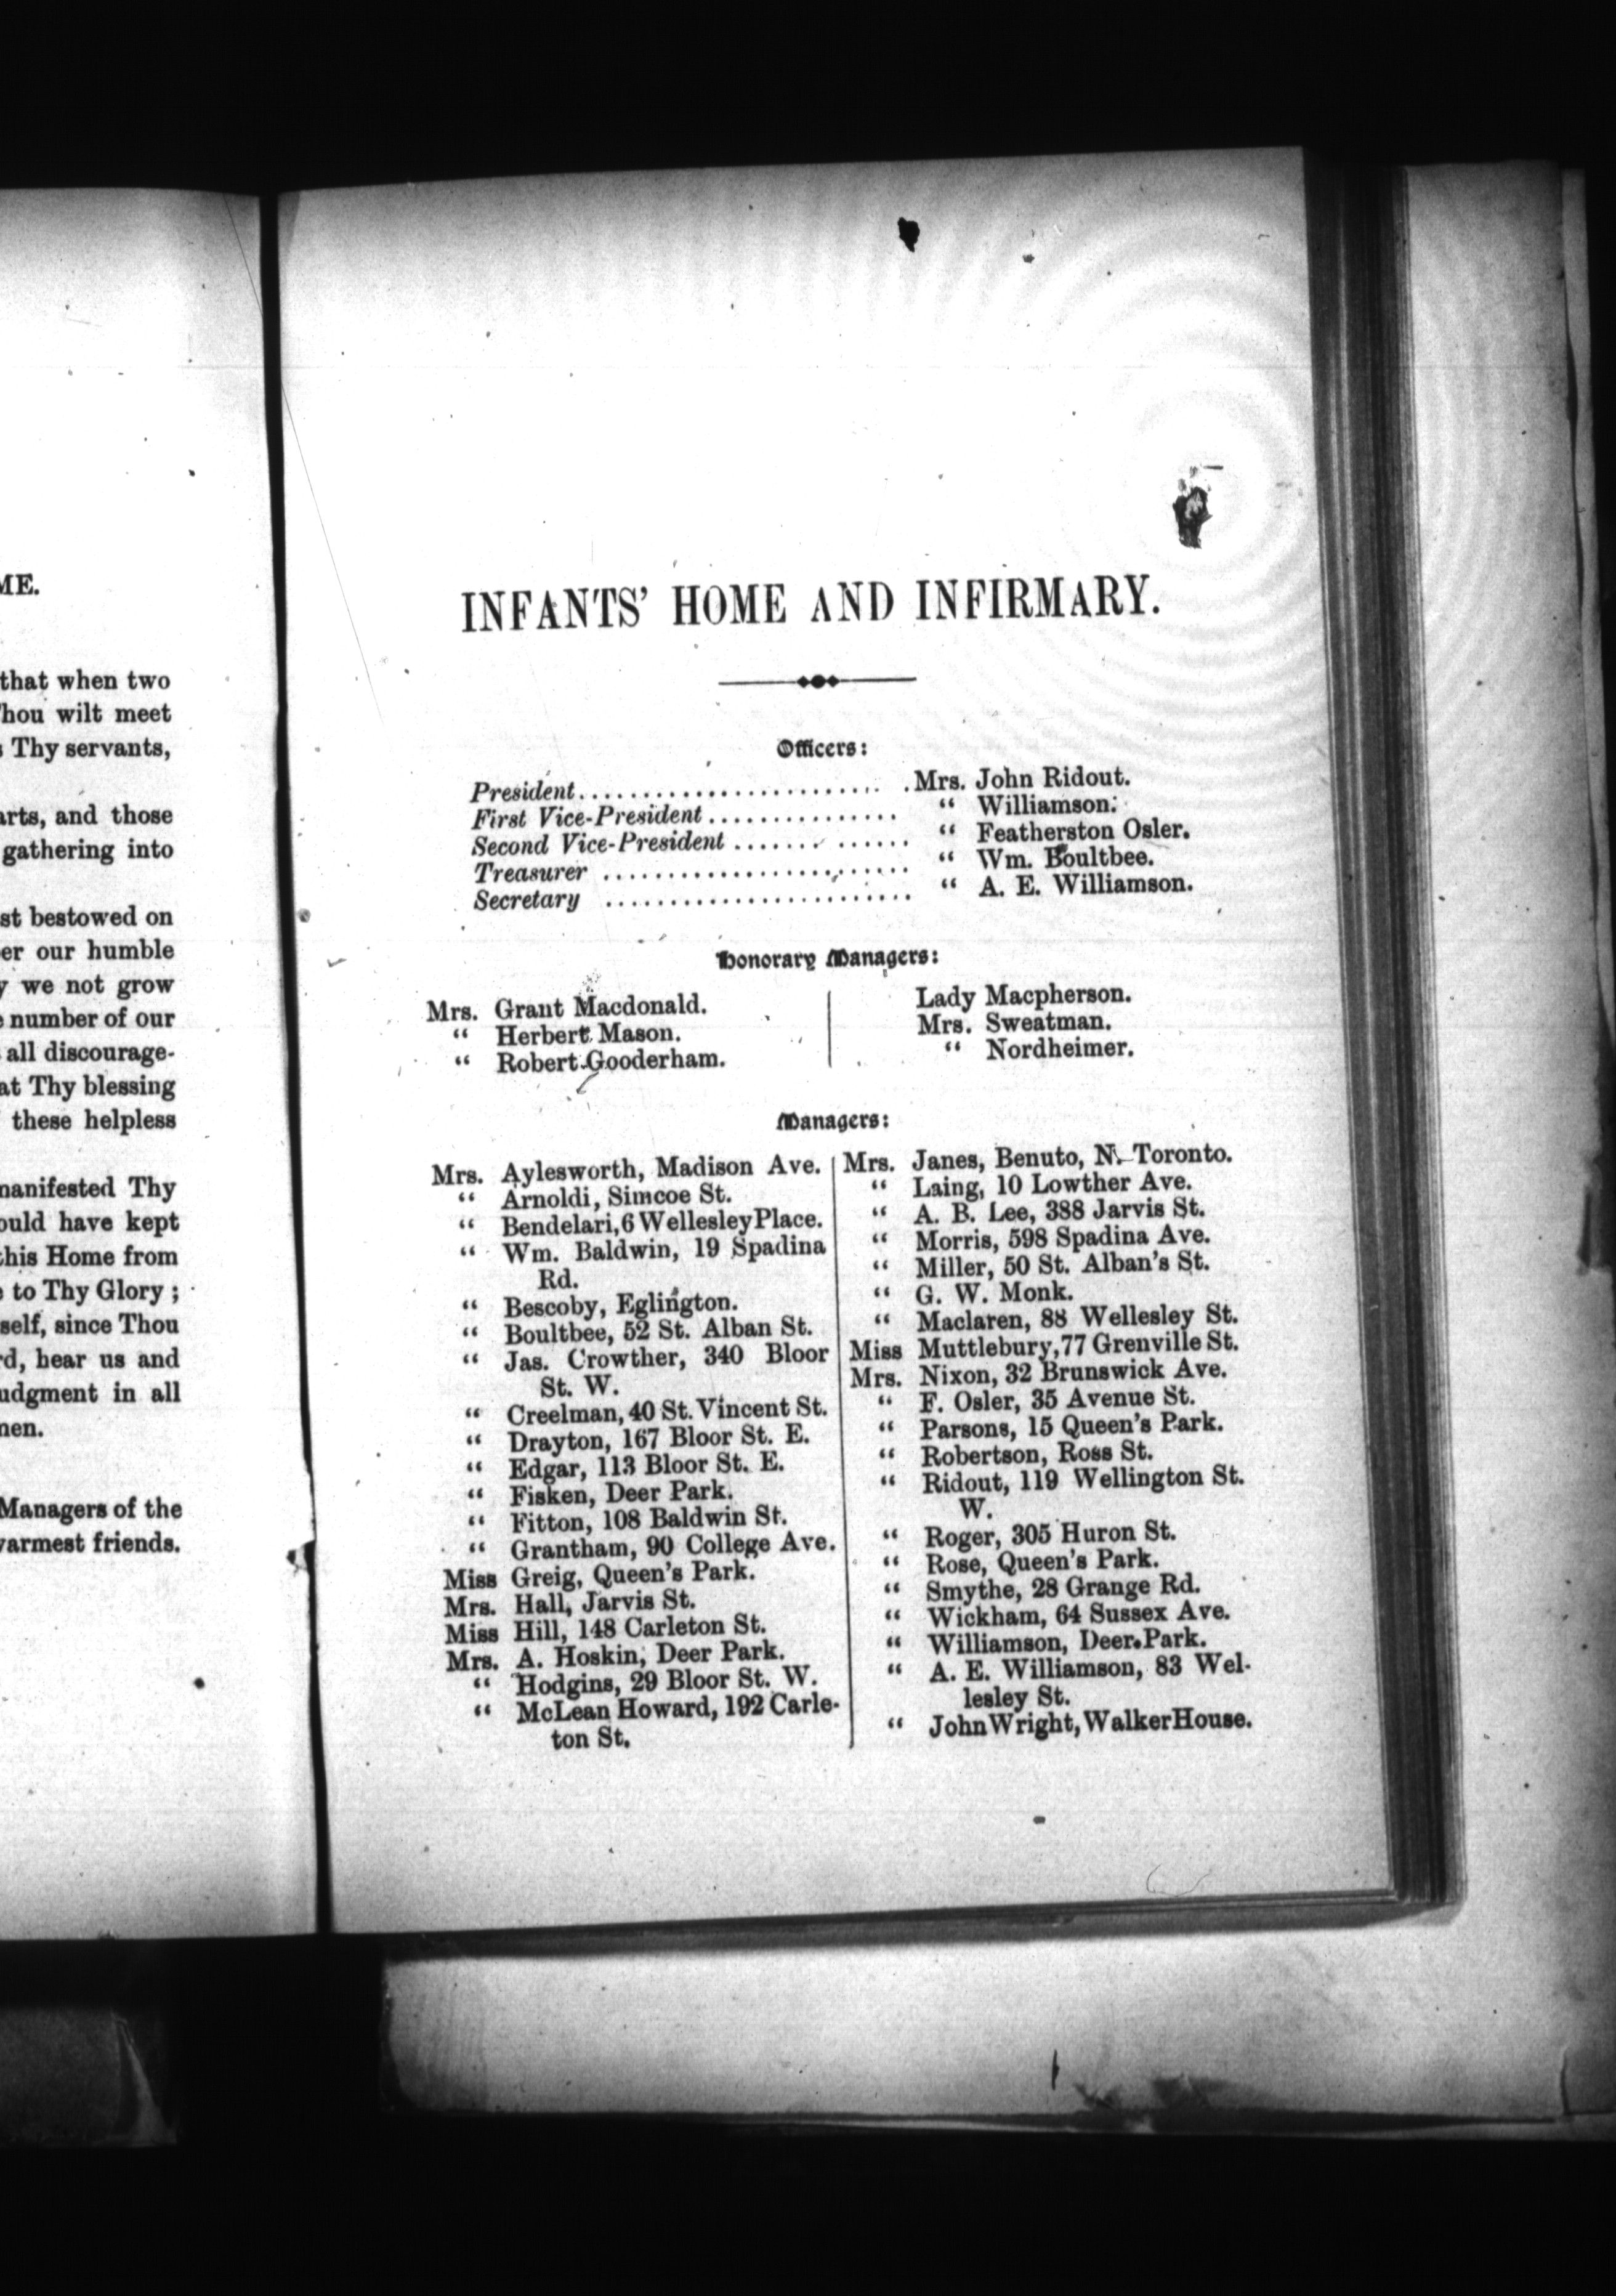 ME.
that when two
Thou wilt meet
Thy servants,
arts, and those
gathering into
st bestowed on
er our humble
y we not grow
number of our
all discourage-
at Thy blessing
these helpless
manifested Thy
ould have kept
this Home from
to Thy Glory ;
self, since Thou
rd, hear us and
udgment in all
men.
Managers of the
warmest friends.
INFANTS' HOME AND INFIRMARY.
Officers:
President........................Mrs. John Ridout.
First Vice-President............... “ Williamson.
Second Vice-President............. “ Featherston Osler.
Treasurer ........................ “ Wm. Boultbee.
Secretary ........................ “ A. E. Williamson.
Honorary Managers:
Mrs. Grant Macdonald.
“ Herbert Mason.
“ Robert Gooderham.
Lady Macpherson.
Mrs. Sweatman.
“ Nordheimer.
Managers:
Mrs. Aylesworth, Madison Ave.
“ Arnoldi, Simcoe St.
“ Bendelari, 6 Wellesley Place.
“ Wm. Baldwin, 19 Spadina
Rd.
“ Bescoby, Eglington.
“ Boultbee, 52 St. Alban St.
“ Jas. Crowther, 340 Bloor
St. W.
“ Creelman, 40 St. Vincent St.
“ Drayton, 167 Bloor St. E.
“ Edgar, 113 Bloor St. E.
“ Fisken, Deer Park.
“ Fitton, 108 Baldwin St.
“ Grantham, 90 College Ave.
Miss Greig, Queen's Park.
Mrs. Hall, Jarvis St.
Miss Hill, 148 Carleton St.
Mrs. A. Hoskin, Deer Park.
“ Hodgins, 29 Bloor St. W.
“ McLean Howard, 192 Carle-
ton St.
Mrs. Janes, Benuto, N. Toronto.
“ Laing, 10 Lowther Ave.
“ A. B. Lee, 388 Jarvis St.
“ Morris, 598 Spadina Ave.
“ Miller, 50 St. Alban's St.
“ G. W. Monk.
“ Maclaren, 88 Wellesley St.
Miss Muttlebury, 77 Grenville St.
Mrs. Nixon, 32 Brunswick Ave.
“ F. Osler, 35 Avenue St.
“ Parsons, 15 Queen's Park.
“ Robertson, Ross St.
“ Ridout, 119 Wellington St.
W.
“ Roger, 305 Huron St.
“ Rose, Queen's Park.
“ Smythe, 28 Grange Rd.
“ Wickham, 64 Sussex Ave.
“ Williamson, Deer Park.
“ A. E. Williamson, 83 Wel-
lesley St.
“ John Wright, Walker House.